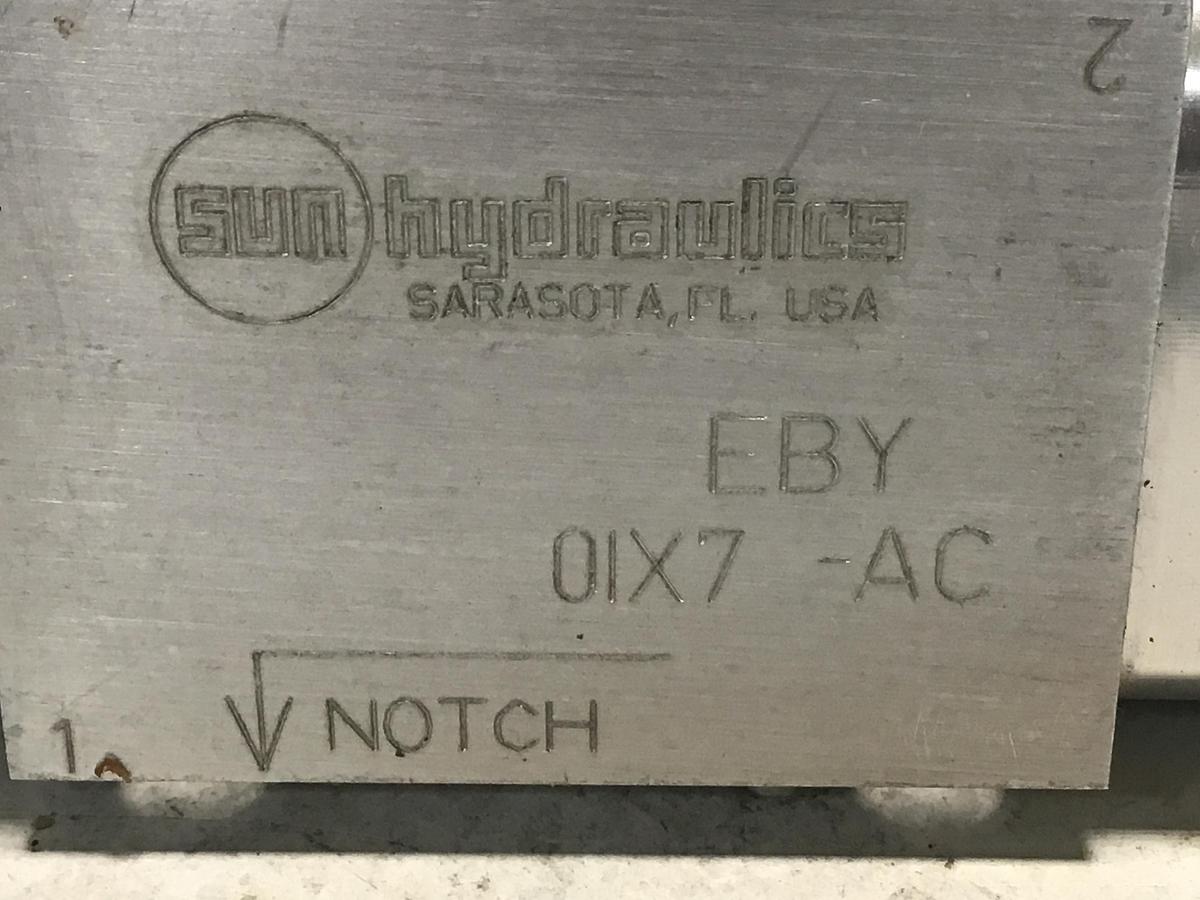 2
sun hydraulics
SARASOTA, FL. USA
EBY
01X7 -AC
NOTCH
1